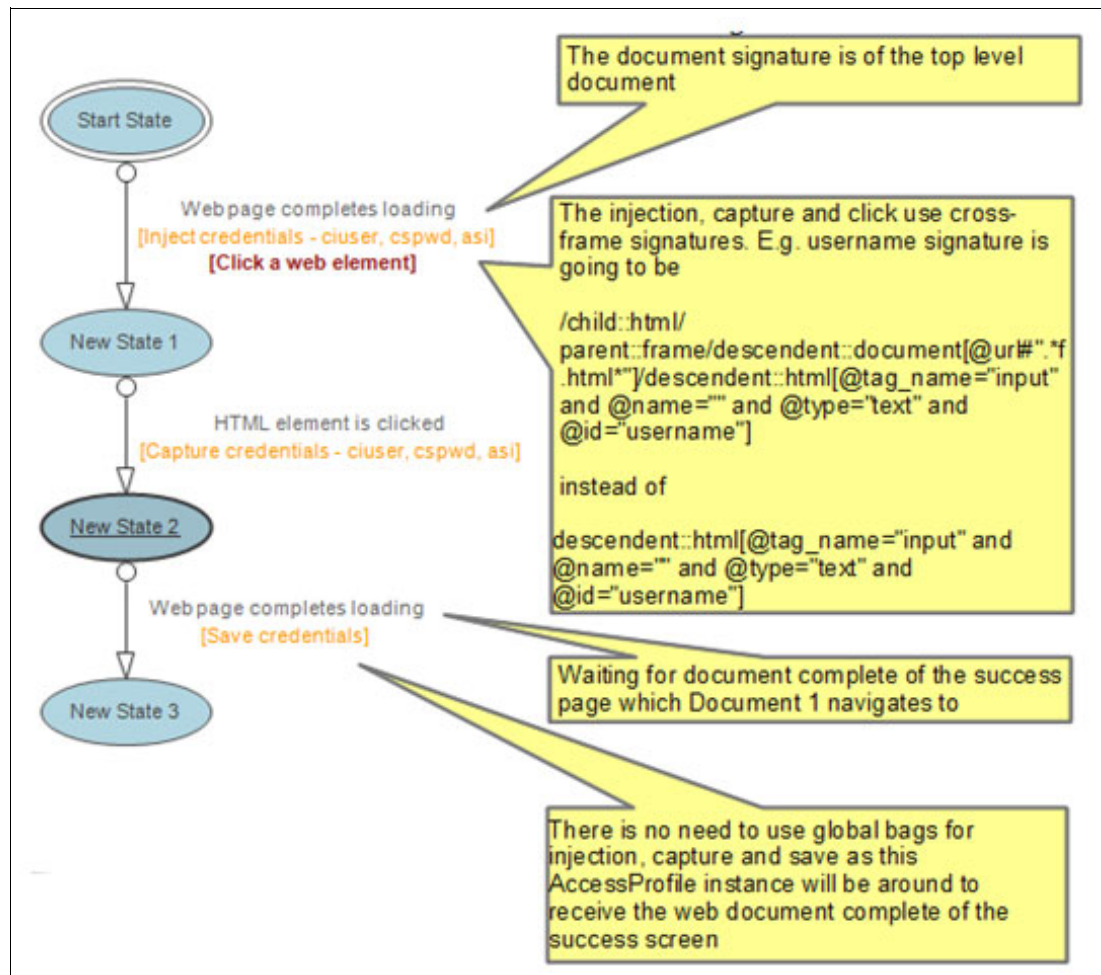 The document signature is of the top level
document
Start State
Webpage completes loading
[Inject credentials - ciuser, cspwd, asi]
[Click a web element]
The injection, capture and click use cross-
frame signatures. E.g. username signature is
going to be
/child::html/
parent::frame/descendent::document[@url#".*f
.html*"]/descendent::html[@tag_name="input"
and @name="" and @type="text" and
@id="username"]
instead of
descendent::html[@tag_name="input" and
@name="" and @type="text" and
@id="username"]
New State 1
HTML element is clicked
[Capture credentials - ciuser, cspwd, asi]
New State 2
Webpage completes loading
[Save credentials]
Waiting for document complete of the success
page which Document 1 navigates to
New State 3
There is no need to use global bags for
injection, capture and save as this
AccessProfile instance will be around to
receive the web document complete of the
success screen